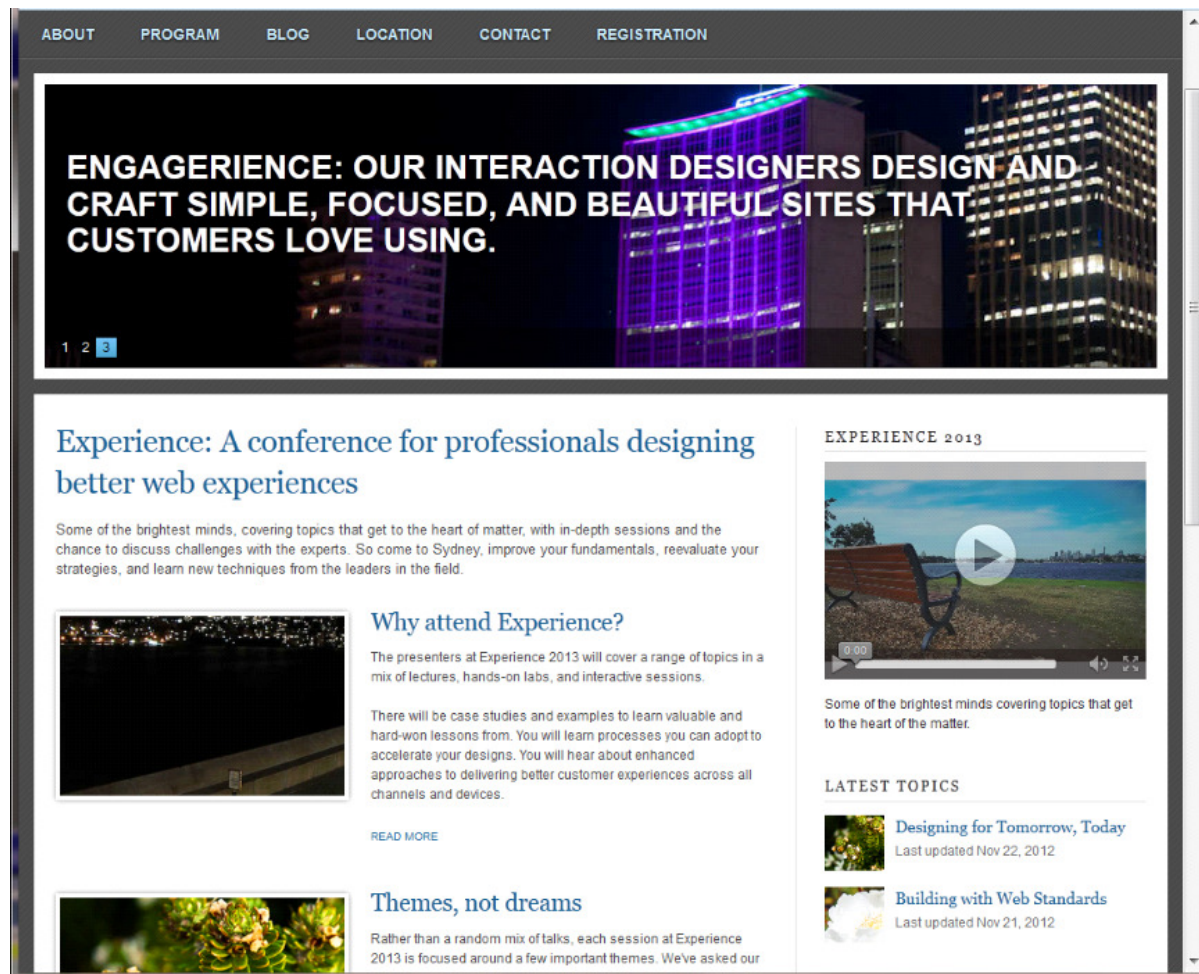 ABOUT PROGRAM BLOG LOCATION CONTACT REGISTRATION
ENGAGERIENCE: OUR INTERACTION DESIGNERS DESIGN AND
CRAFT SIMPLE, FOCUSED, AND BEAUTIFUL SITES THAT
CUSTOMERS LOVE USING.
1 2 3
Experience: A conference for professionals designing
better web experiences
Some of the brightest minds, covering topics that get to the heart of matter, with in-depth sessions and the
chance to discuss challenges with the experts. So come to Sydney, improve your fundamentals, reevaluate your
strategies, and learn new techniques from the leaders in the field.
Why attend Experience?
The presenters at Experience 2013 will cover a range of topics in a
mix of lectures, hands-on labs, and interactive sessions.
There will be case studies and examples to learn valuable and
hard-won lessons from. You will learn processes you can adopt to
accelerate your designs. You will hear about enhanced
approaches to delivering better customer experiences across all
channels and devices.
READ MORE
Themes, not dreams
Rather than a random mix of talks, each session at Experience
2013 is focused around a few important themes. We've asked our
EXPERIENCE 2013
0:00
Some of the brightest minds covering topics that get
to the heart of the matter.
LATEST TOPICS
Designing for Tomorrow, Today
Last updated Nov 22, 2012
Building with Web Standards
Last updated Nov 21, 2012